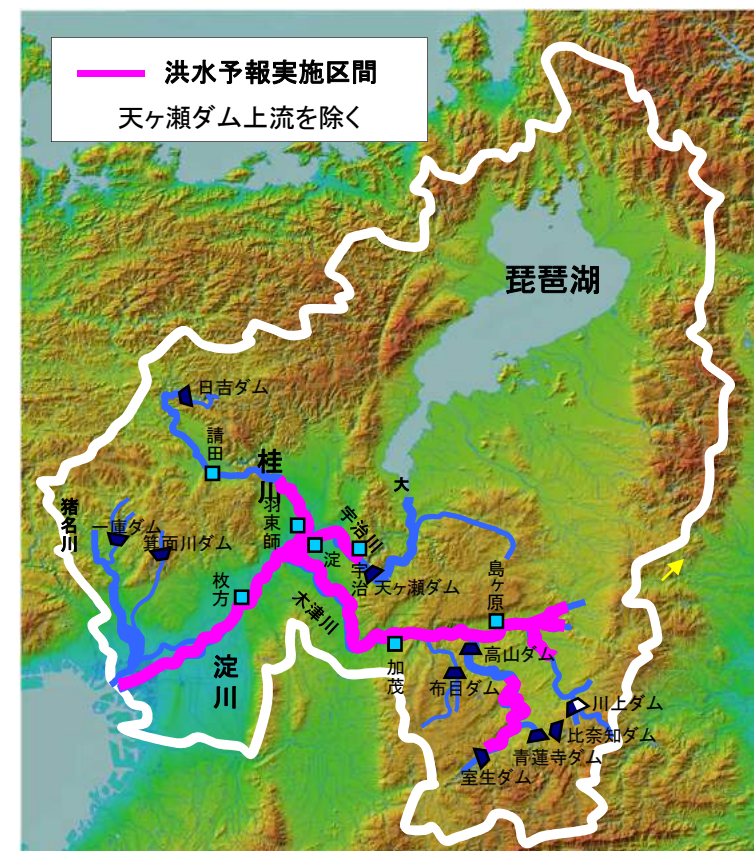 洪水予報実施区間
天ヶ瀬ダム上流を除く
琵琶湖
日吉ダム
請田
桂川
大
猪名川
一庫ダム
箕面川ダム
羽束師
宇治川
淀
宇治
天ヶ瀬ダム
枚方
木津川
島ヶ原
淀川
加茂
高山ダム
布目ダム
川上ダム
比奈知ダム
青蓮寺ダム
室生ダム